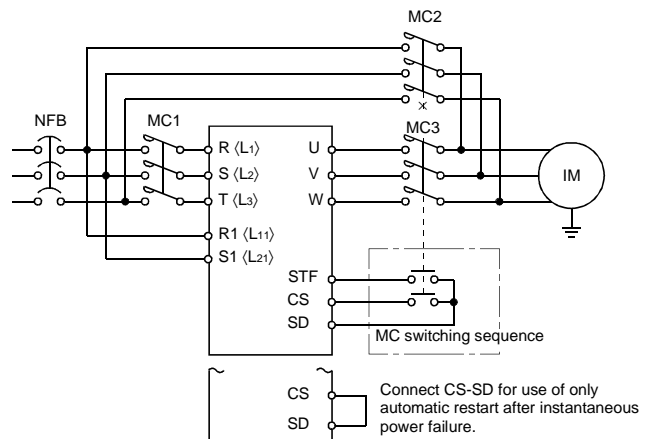 MC2
NFB
MC1
MC3
R ⟨L1⟩
S ⟨L2⟩
T ⟨L3⟩
R1 ⟨L11⟩
S1 ⟨L21⟩
U
V
W
IM
STF
CS
SD
MC switching sequence
CS
SD
Connect CS-SD for use of only
automatic restart after instantaneous
power failure.